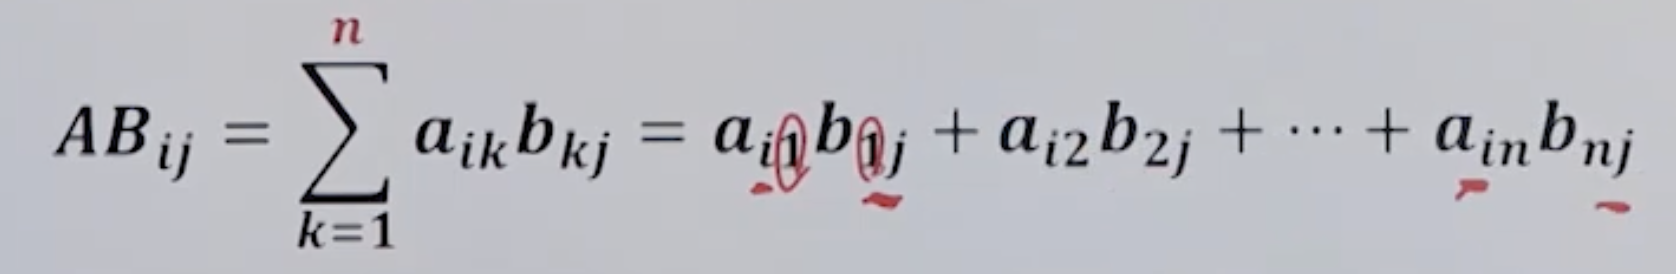 AB_{ij} = \sum_{k=1}^{n} a_{ik}b_{kj} = a_{i1}b_{1j} + a_{i2}b_{2j} + \cdots + a_{in}b_{nj}